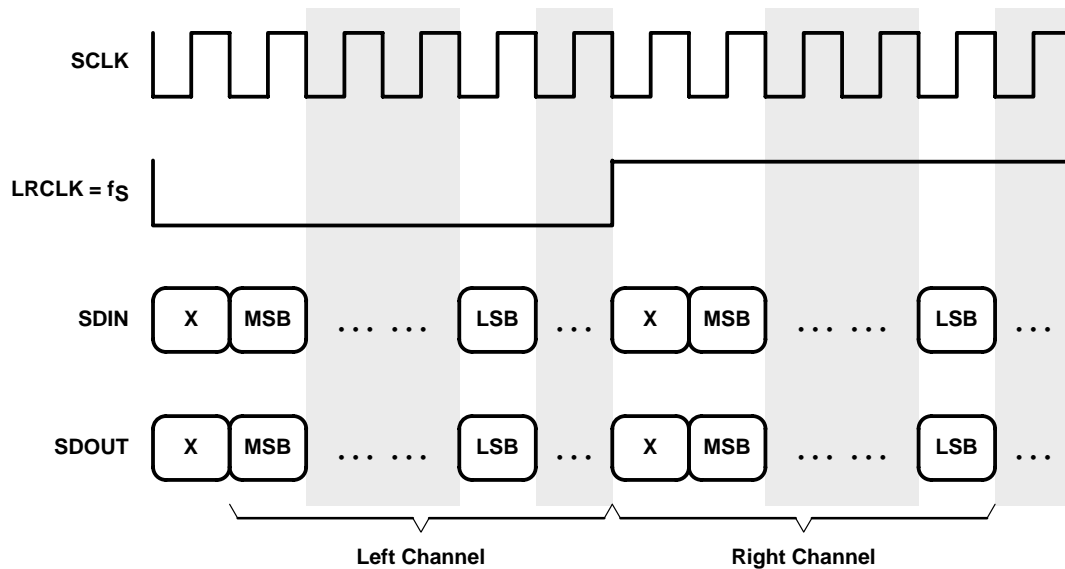 SCLK
LRCLK = fS
SDIN X MSB ... ... LSB ... X MSB ... ... LSB ...
SDOUT X MSB ... ... LSB ... X MSB ... ... LSB ...
Left Channel Right Channel